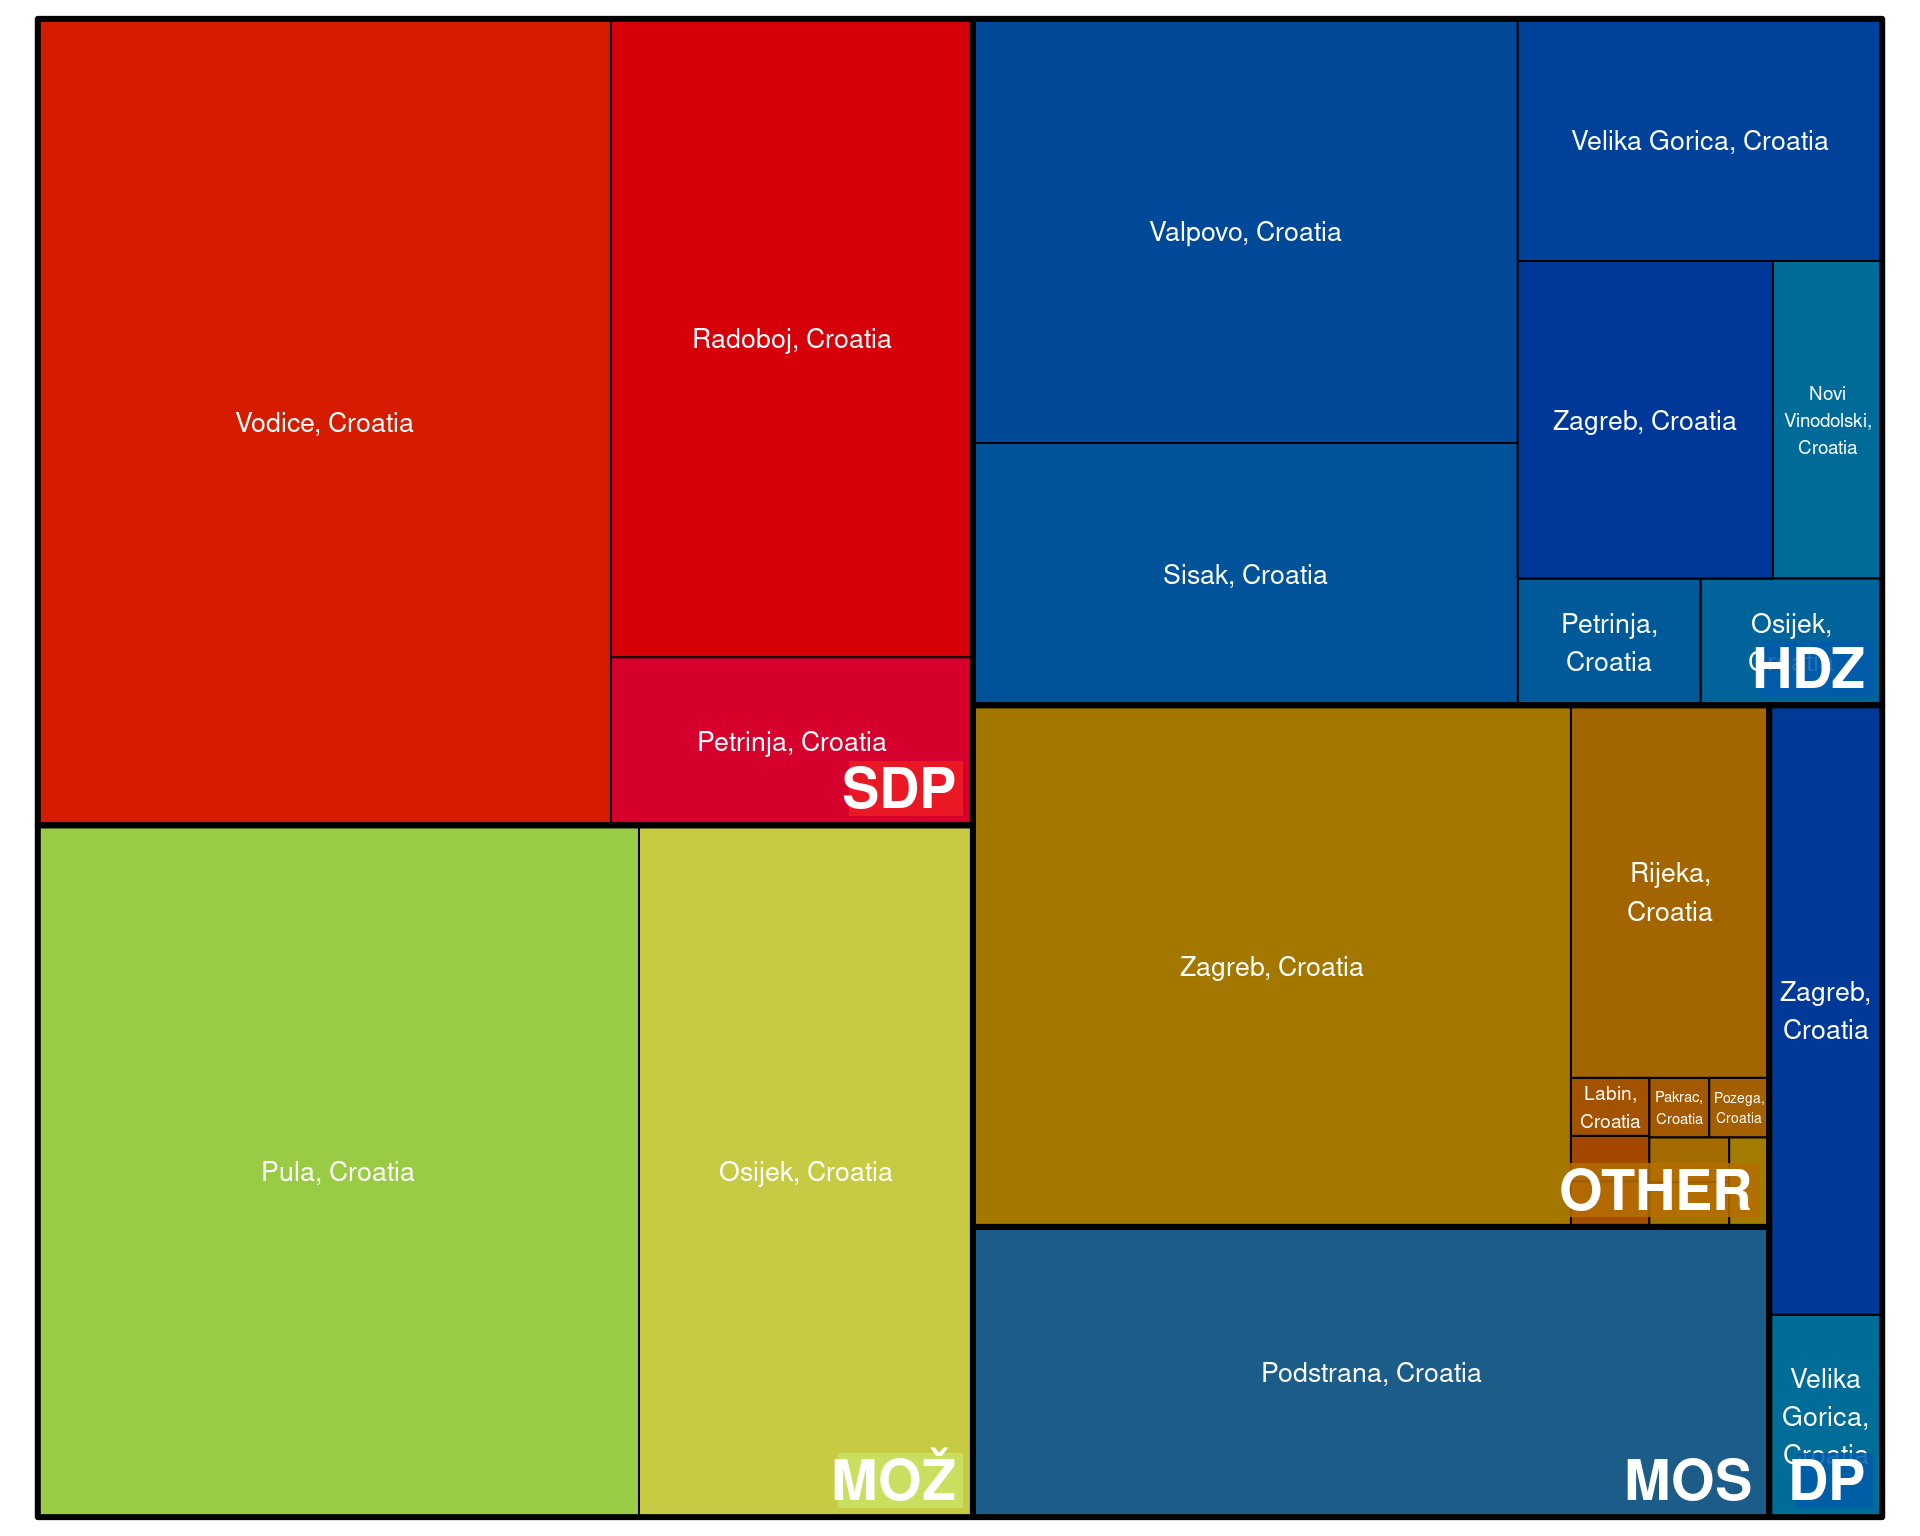 Vodice, Croatia
Radoboj, Croatia
Petrinja, Croatia
SDP
Pula, Croatia
Osijek, Croatia
MOŽ
Valpovo, Croatia
Velika Gorica, Croatia
Sisak, Croatia
Zagreb, Croatia
Novi
Vinodolski,
Croatia
Petrinja,
Croatia
Osijek,
HDZ
Zagreb, Croatia
Rijeka,
Croatia
Labin,
Croatia
Pakrac,
Croatia
Pozega,
Croatia
OTHER
Podstrana, Croatia
MOS
Zagreb,
Croatia
Velika
Gorica,
Croatia
DP